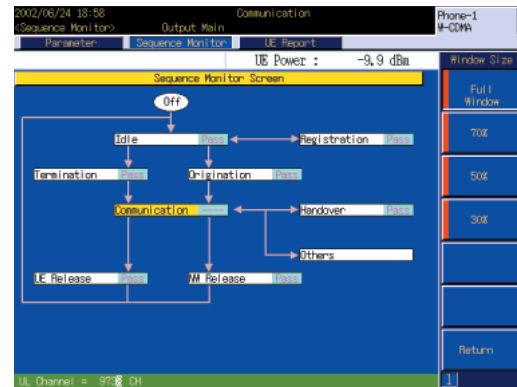 2002/06/24 18:58 Communication Phone-1
<Sequence Monitor> Output Main W-CDMA
Parameter Sequence Monitor UE Report
UE Power : -9.9 dBm Window Size
Sequence Monitor Screen
Off
Full
Window
Idle Pass Registration Pass
70%
Termination Pass Origination Pass
50%
Communication ---- Handover Pass
30%
Others
UE Release Pass NW Release Pass
Return
UL Channel = 9738 CH 1